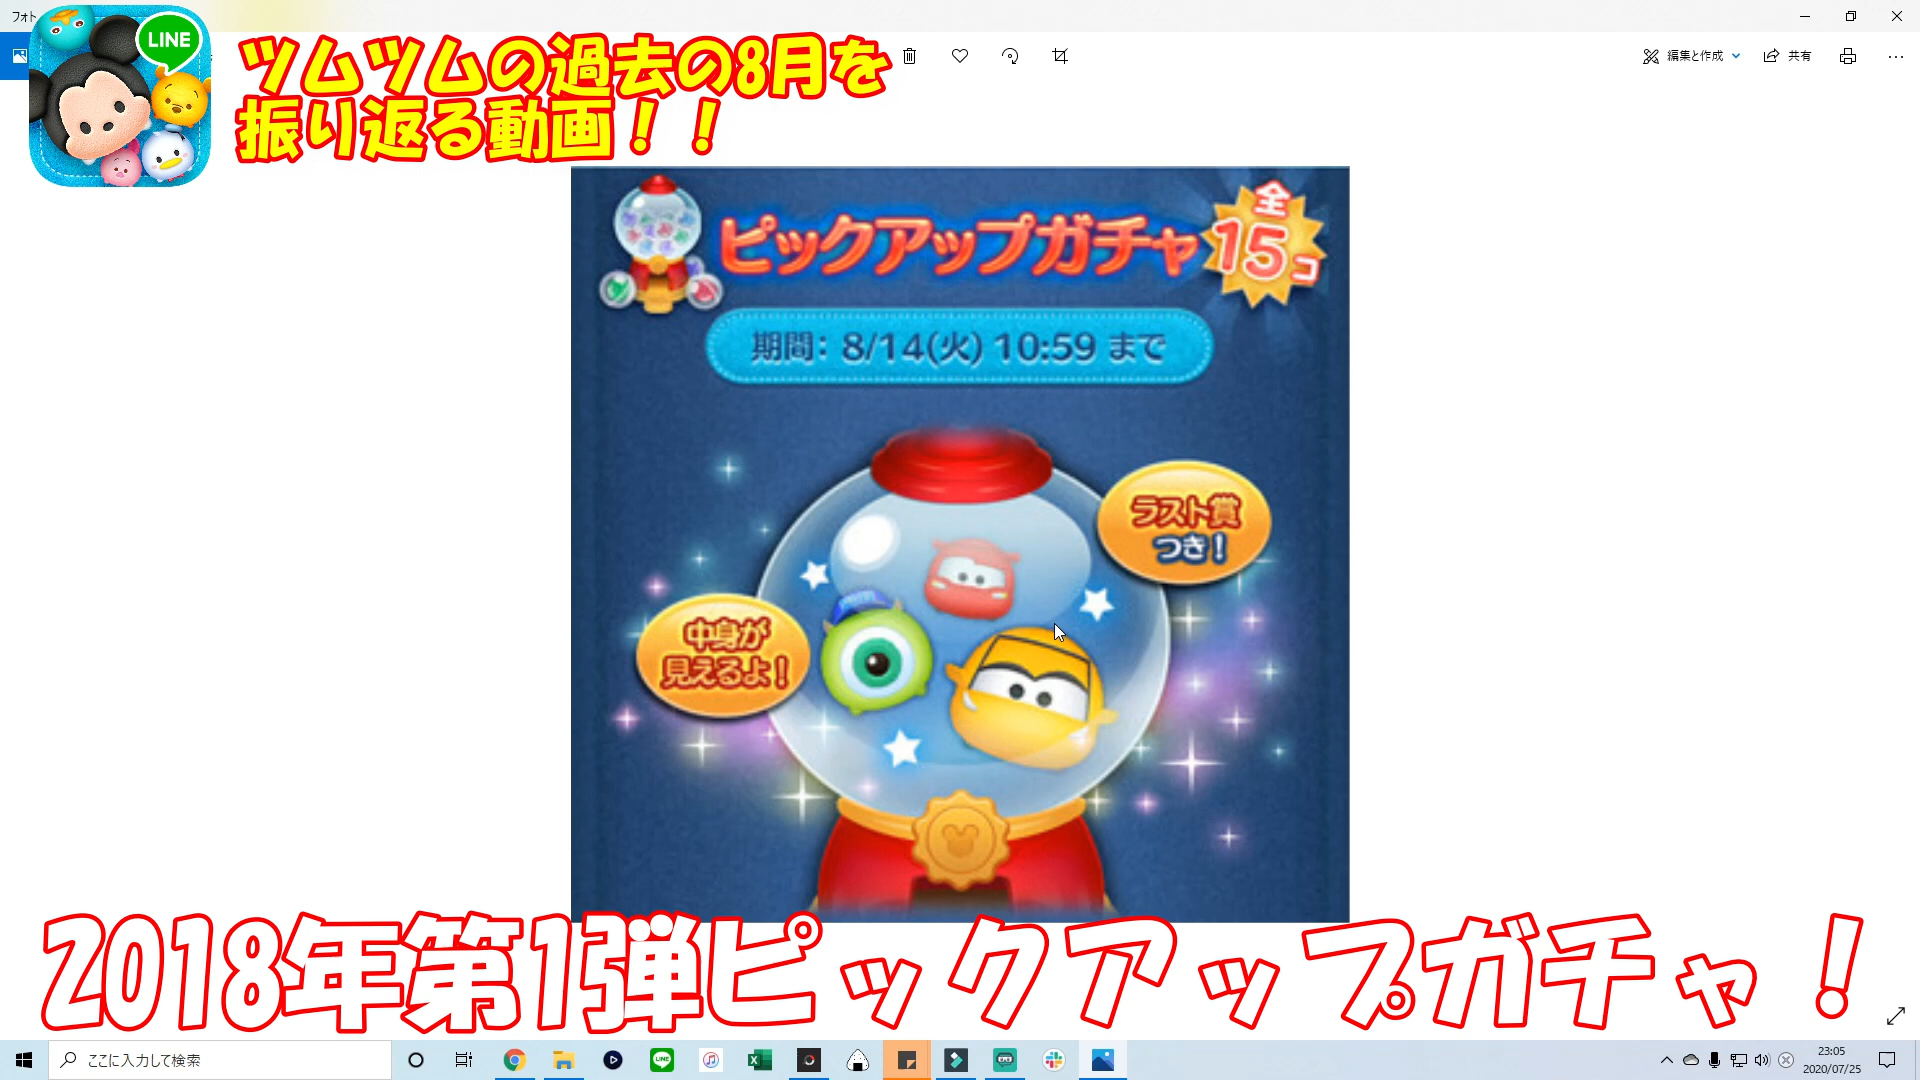 フォト
LINE
ツムツムの過去の8月を
振り返る動画！！
編集と作成
共有
ピックアップガチャ
全
15コ
期間：8/14(火) 10:59 まで
ラスト賞
つき！
中身が
見えるよ！
2018年第1弾ピックアップガチャ！
ここに入力して検索
23:05
2020/07/25